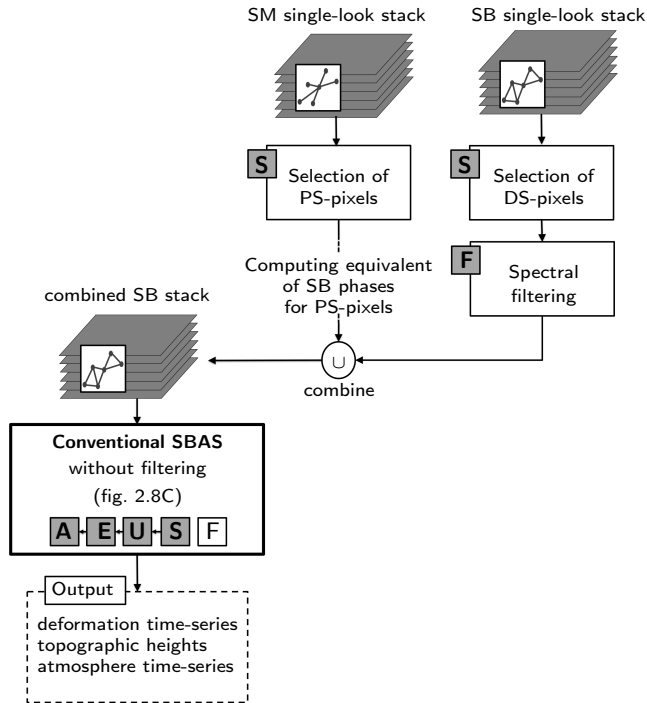 SM single-look stack
SB single-look stack
S
Selection of
PS-pixels
S
Selection of
DS-pixels
Computing equivalent
of SB phases
for PS-pixels
F
Spectral
filtering
combined SB stack
∪
combine
Conventional SBAS
without filtering
(fig. 2.8C)
A E U S F
Output
deformation time-series
topographic heights
atmosphere time-series